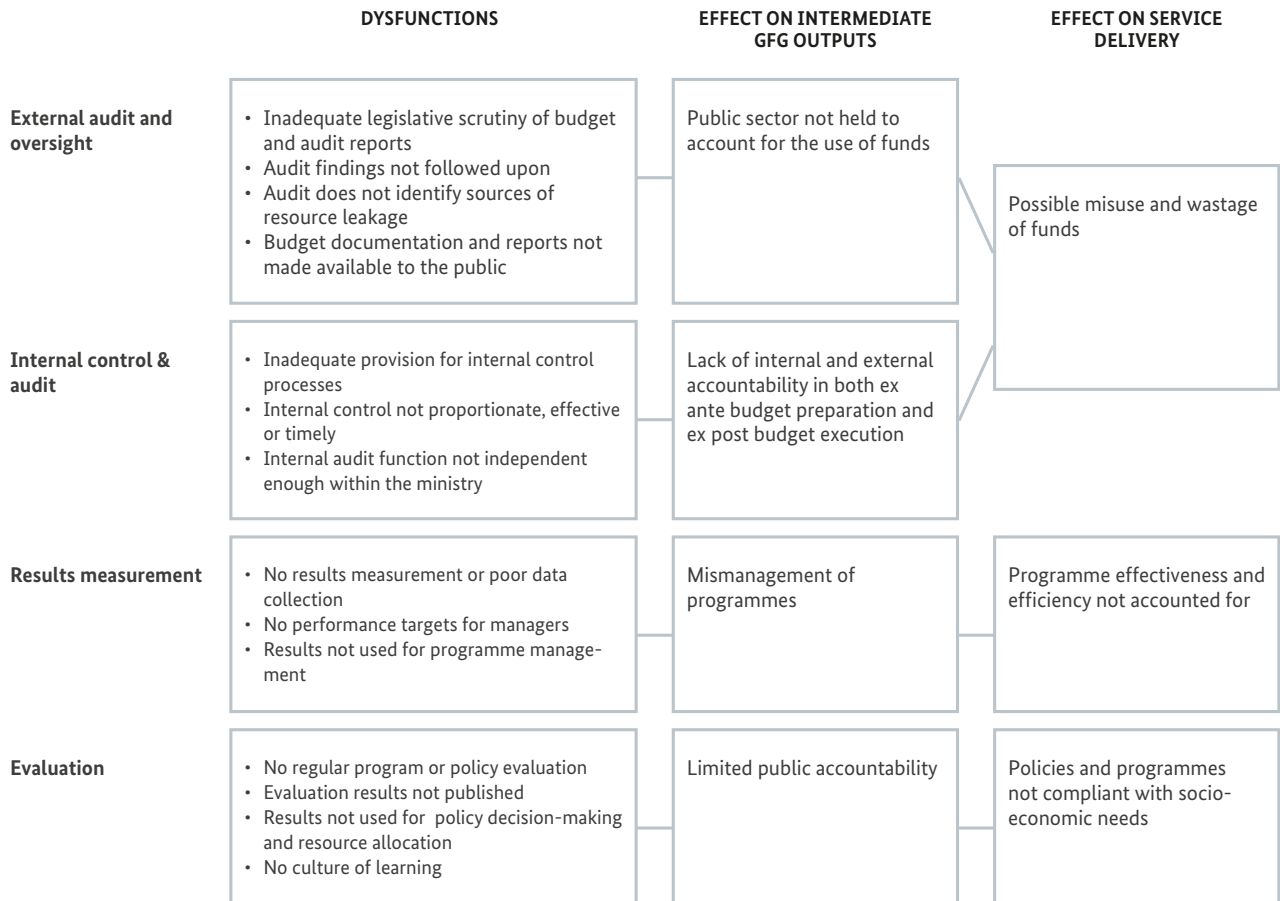 DYSFUNCTIONS
EFFECT ON INTERMEDIATE
GFG OUTPUTS
EFFECT ON SERVICE
DELIVERY
External audit and
oversight
• Inadequate legislative scrutiny of budget
and audit reports
• Audit findings not followed upon
• Audit does not identify sources of
resource leakage
• Budget documentation and reports not
made available to the public
Public sector not held to
account for the use of funds
Possible misuse and wastage
of funds
Internal control &
audit
• Inadequate provision for internal control
processes
• Internal control not proportionate, effective
or timely
• Internal audit function not independent
enough within the ministry
Lack of internal and external
accountability in both ex
ante budget preparation and
ex post budget execution
Results measurement
• No results measurement or poor data
collection
• No performance targets for managers
• Results not used for programme manage-
ment
Mismanagement of
programmes
Programme effectiveness and
efficiency not accounted for
Evaluation
• No regular program or policy evaluation
• Evaluation results not published
• Results not used for  policy decision-making
and resource allocation
• No culture of learning
Limited public accountability
Policies and programmes
not compliant with socio-
economic needs